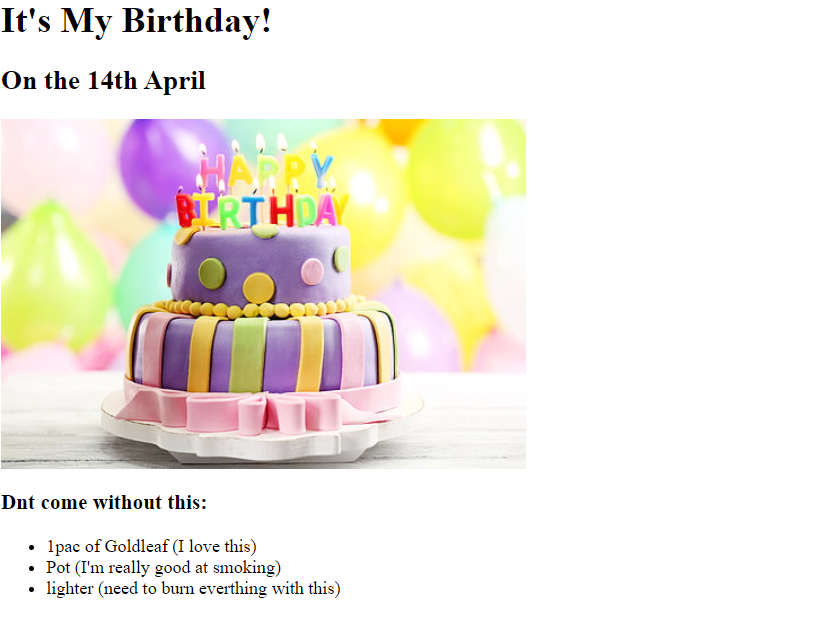 It's My Birthday!
On the 14th April
HAPPY
BIRTHDAY
Dnt come without this:
1pac of Goldleaf (I love this)
Pot (I'm really good at smoking)
lighter (need to burn everthing with this)